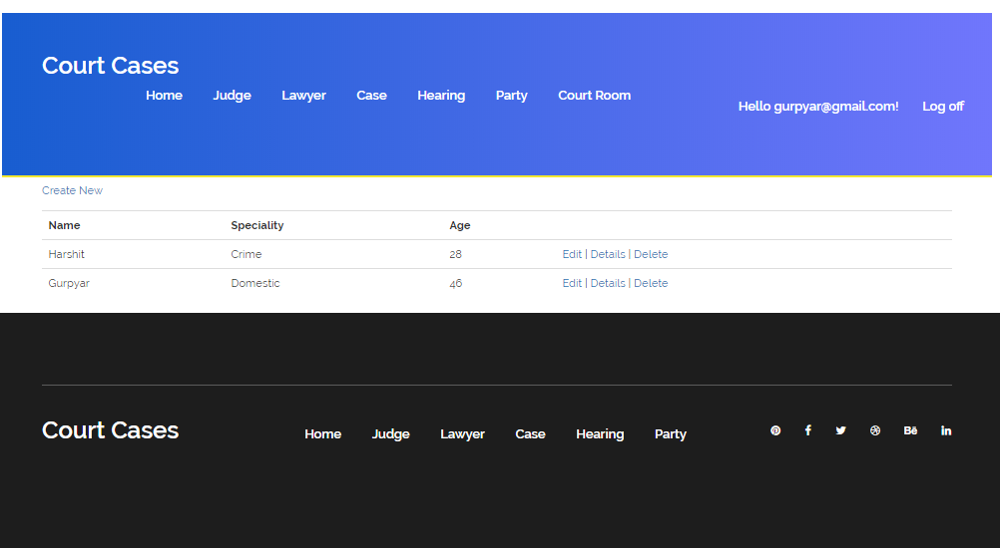 Court Cases
Home Judge Lawyer Case Hearing Party Court Room
Hello gurpyar@gmail.com! Log off
Create New
Name Speciality Age
Harshit Crime 28 Edit | Details | Delete
Gurpyar Domestic 46 Edit | Details | Delete
Court Cases Home Judge Lawyer Case Hearing Party